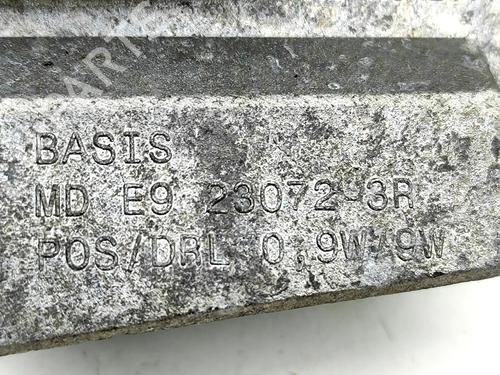 BASIS
MD E9 23072-3R
POS/DRL 0,9W/9W